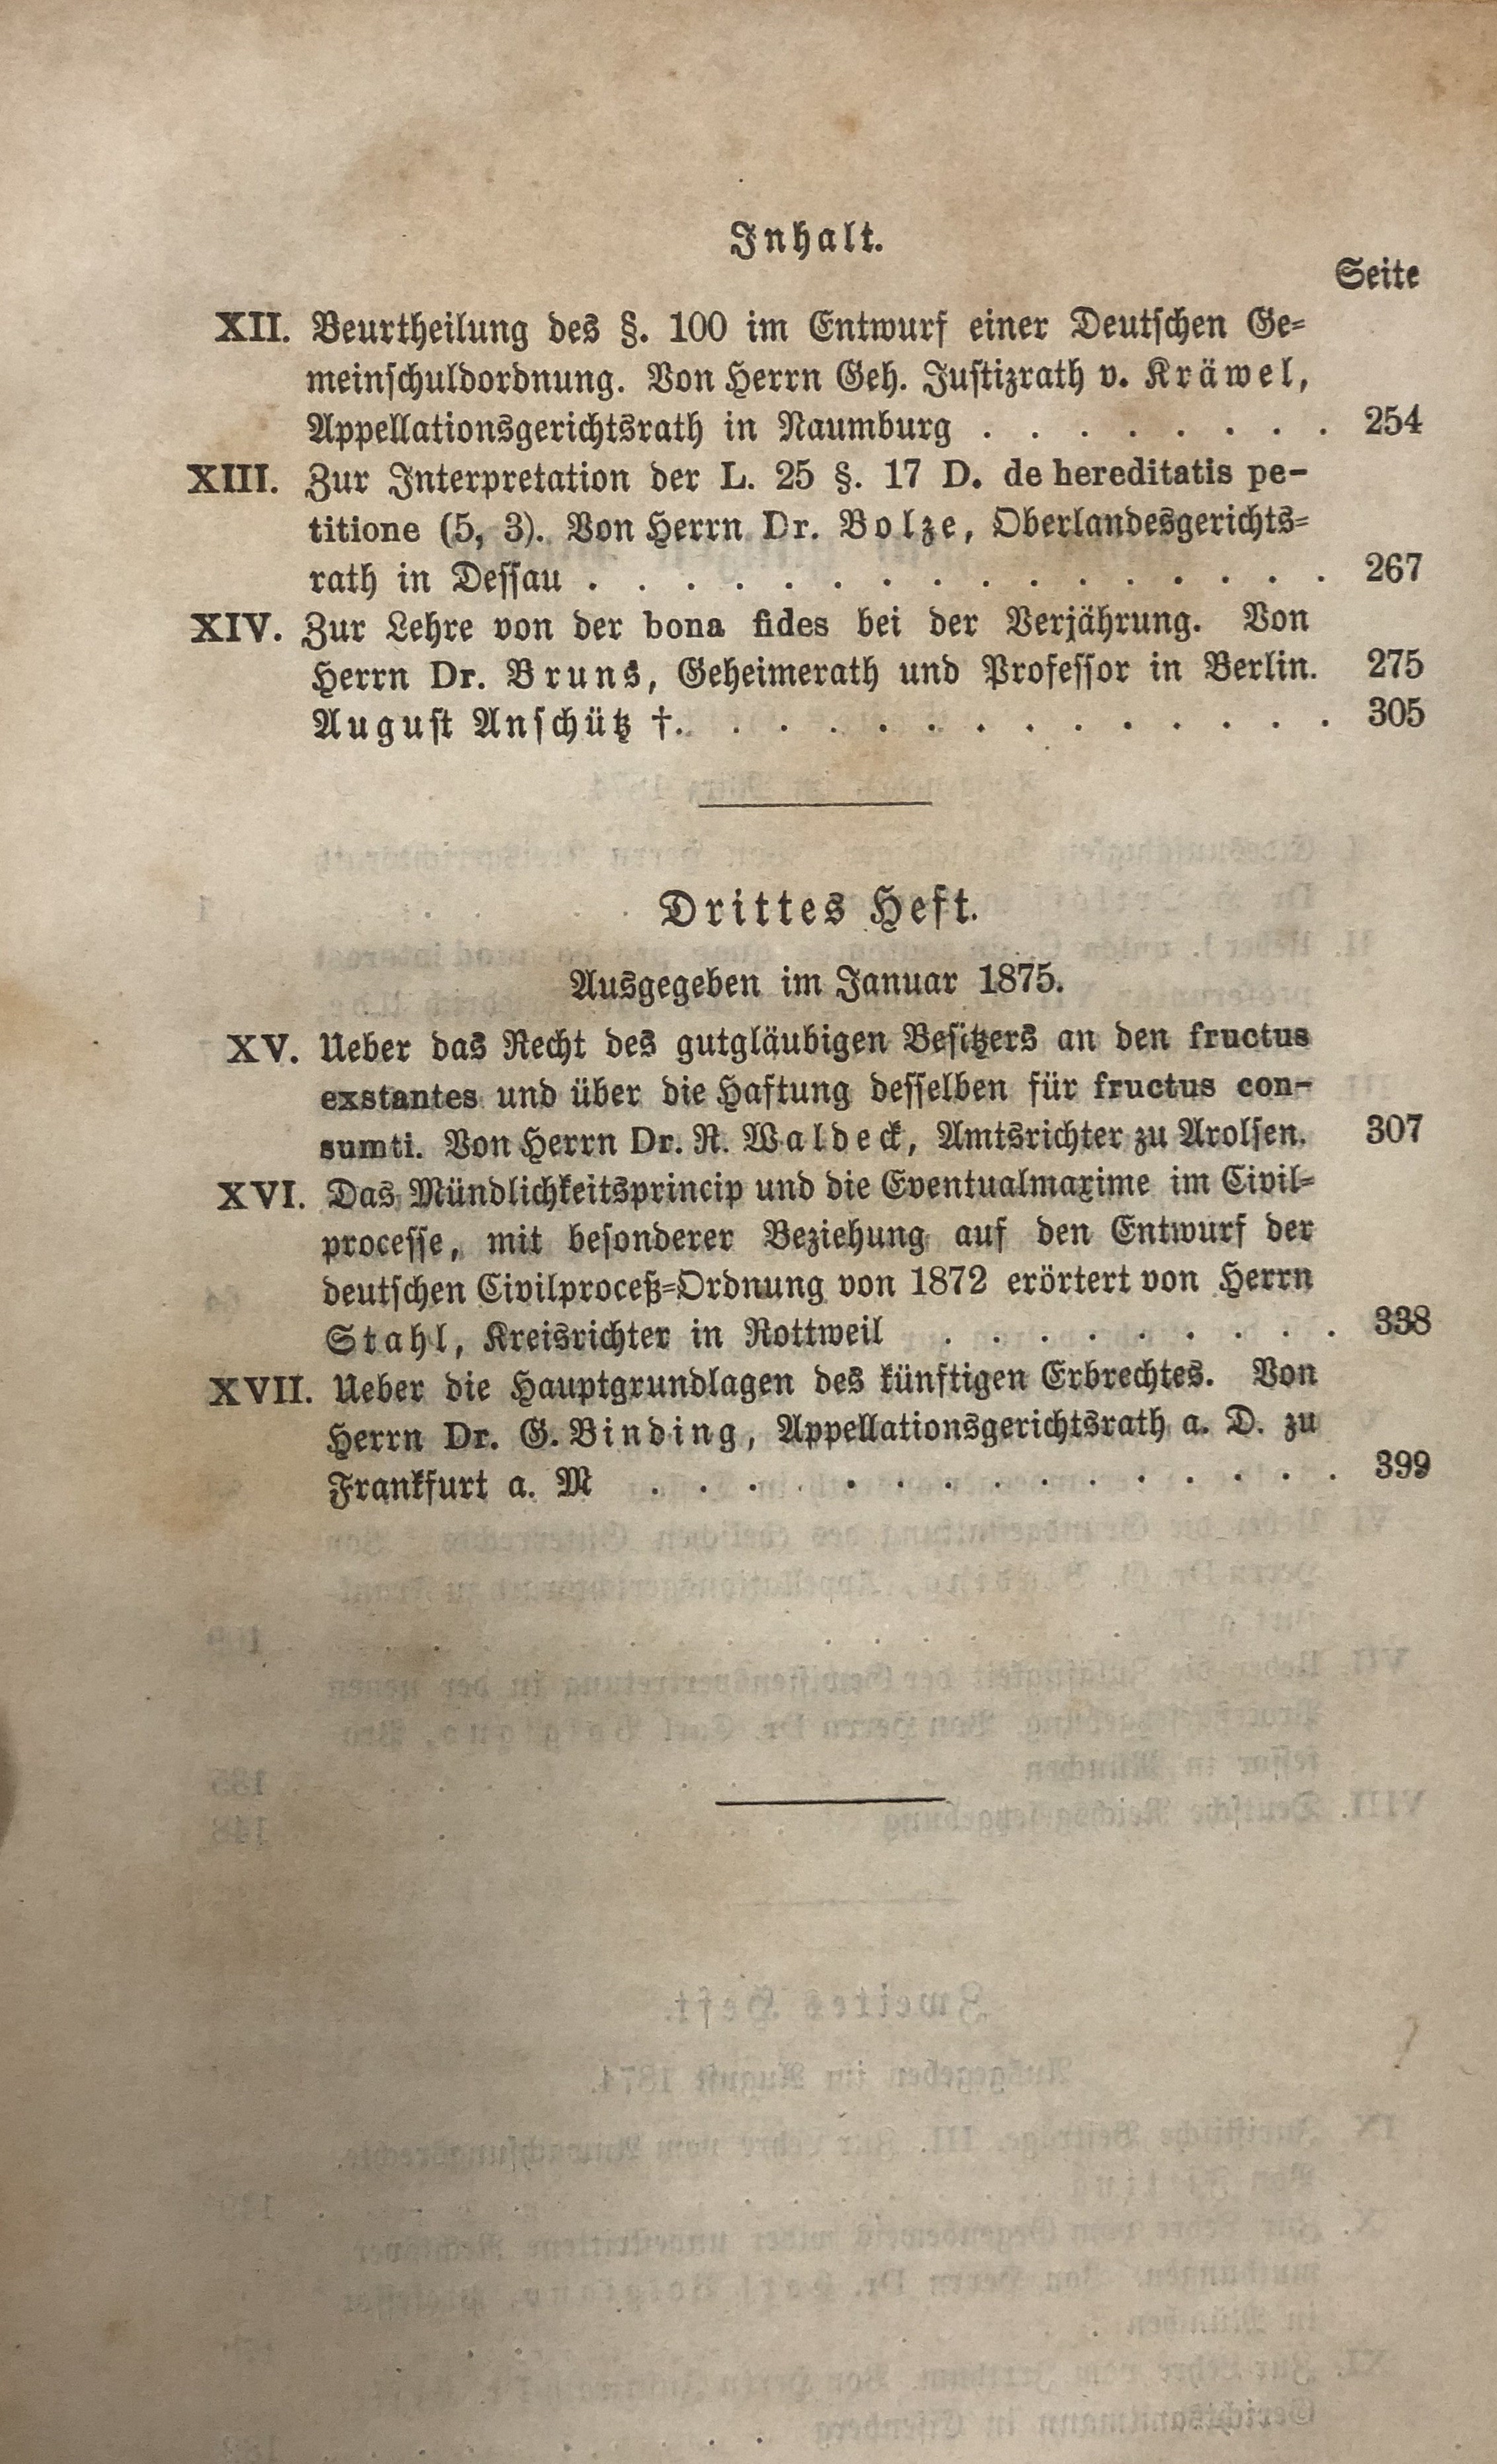 Inhalt.
Seite
XII. Beurtheilung des §. 100 im Entwurf einer Deutschen Ge-
meinschuldordnung. Von Herrn Geh. Justizrath v. Kräwel,
Appellationsgerichtsrath in Naumburg . . . . . . . . 254
XIII. Zur Interpretation der L. 25 §. 17 D. de hereditatis pe-
titione (5, 3). Von Herrn Dr. Bolze, Oberlandesgerichts-
rath in Dessau . . . . . . . . . . . . . . . . 267
XIV. Zur Lehre von der bona fides bei der Verjährung. Von
Herrn Dr. Bruns, Geheimerath und Professor in Berlin. 275
August Anschütz †. . . . . . . . . . . . . . 305
Drittes Heft.
Ausgegeben im Januar 1875.
XV. Ueber das Recht des gutgläubigen Besitzers an den fructus
exstantes und über die Haftung desselben für fructus con-
sumti. Von Herrn Dr. R. Waldeck, Amtsrichter zu Arolsen. 307
XVI. Das Mündlichkeitsprincip und die Eventualmaxime im Civil-
processe, mit besonderer Beziehung auf den Entwurf der
deutschen Civilproceß-Ordnung von 1872 erörtert von Herrn
Stahl, Kreisrichter in Rottweil . . . . . . . . . 338
XVII. Ueber die Hauptgrundlagen des künftigen Erbrechtes. Von
Herrn Dr. G. Binding, Appellationsgerichtsrath a. D. zu
Frankfurt a. M . . . . . . . . . . . . . . . 399